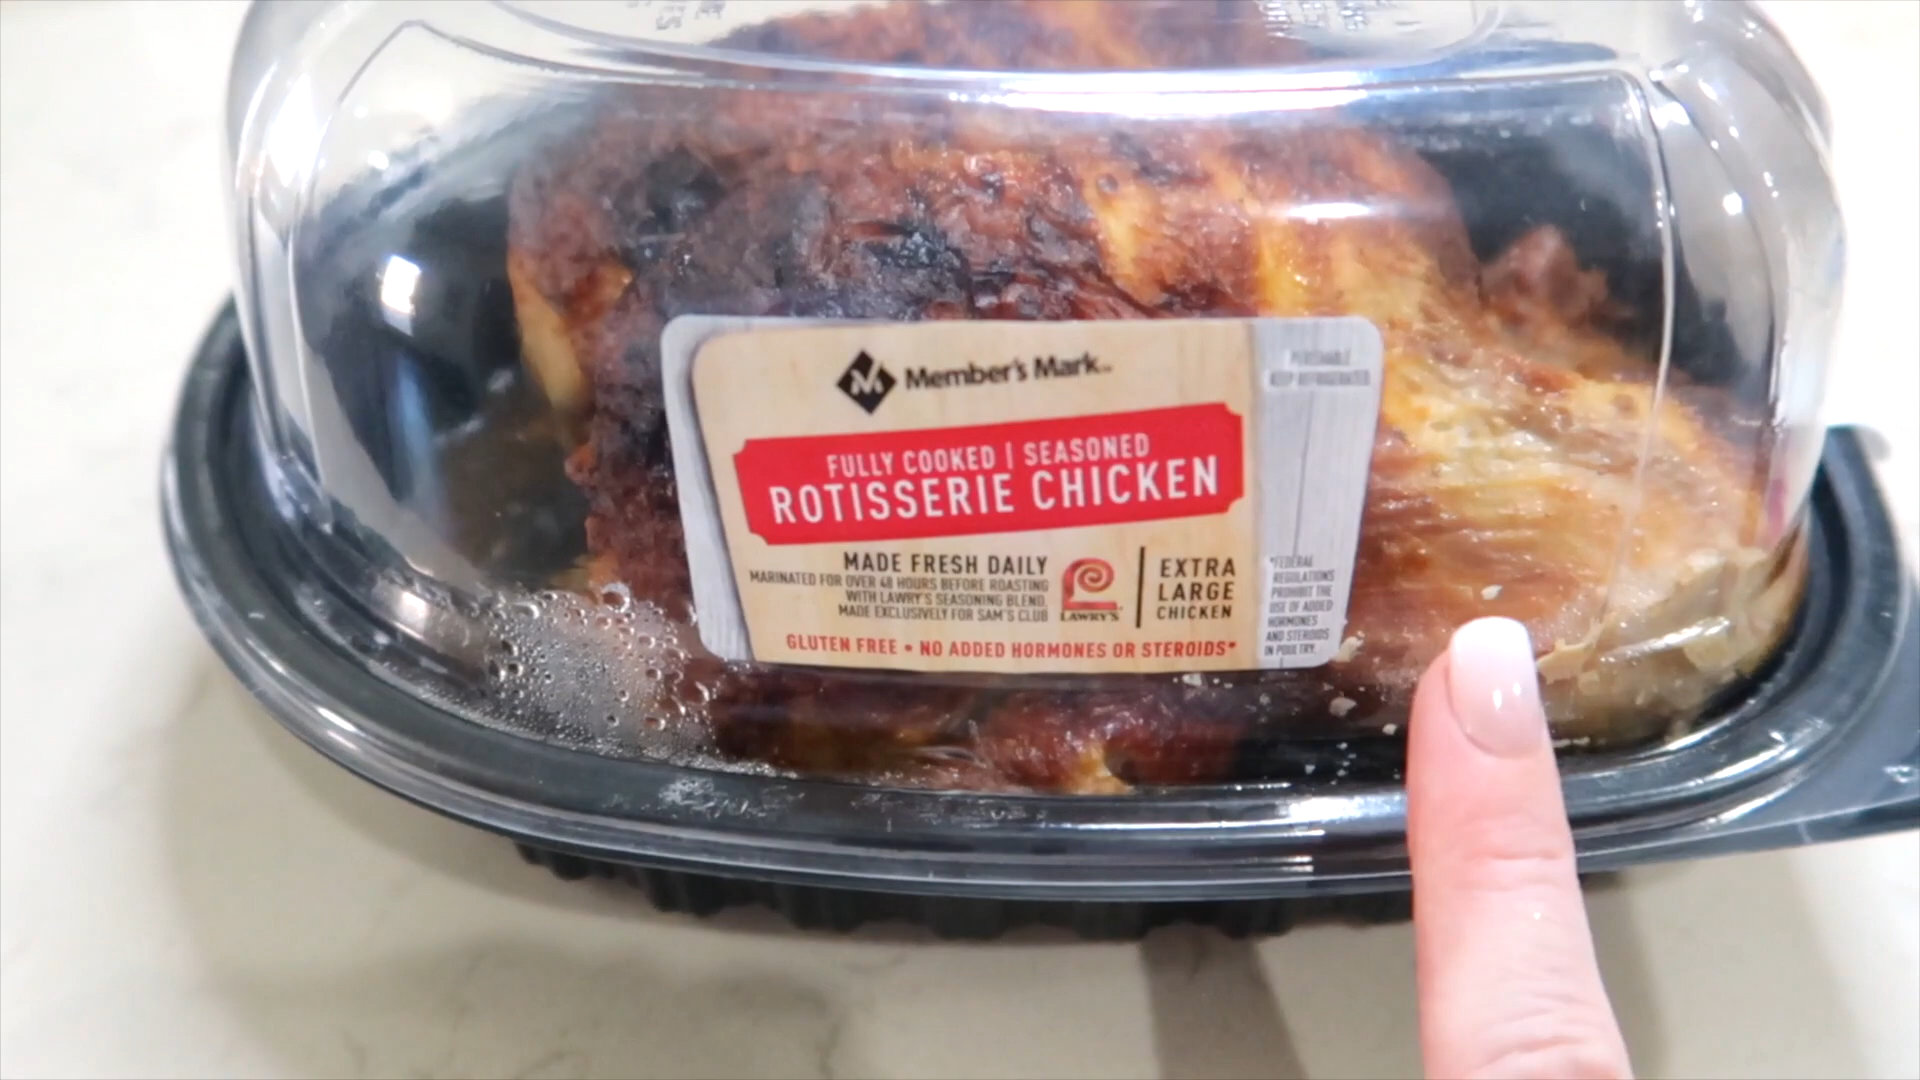 Member's Mark™
FULLY COOKED | SEASONED
ROTISSERIE CHICKEN
MADE FRESH DAILY
MARINATED FOR OVER 48 HOURS BEFORE ROASTING
WITH LAWRY'S SEASONING BLEND.
MADE EXCLUSIVELY FOR SAM'S CLUB
LAWRY'S
EXTRA
LARGE
CHICKEN
GLUTEN FREE • NO ADDED HORMONES OR STEROIDS*
PERISHABLE
KEEP REFRIGERATED
*FEDERAL
REGULATIONS
PROHIBIT THE
USE OF ADDED
HORMONES
AND STEROIDS
IN POULTRY.